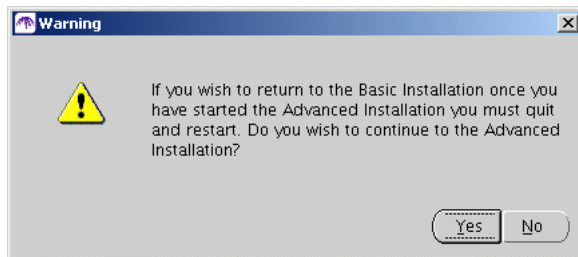 Warning
If you wish to return to the Basic Installation once you
have started the Advanced Installation you must quit
and restart. Do you wish to continue to the Advanced
Installation?
Yes No